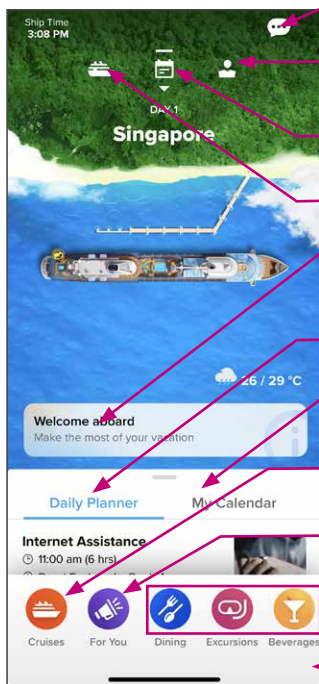 Ship Time
3:08 PM
DAY 1
Singapore
26 / 29 °C
Welcome aboard
Make the most of your vacation
Daily Planner
My Calendar
Internet Assistance
11:00 am (6 hrs)
Cruises
For You
Dining
Excursions
Beverages